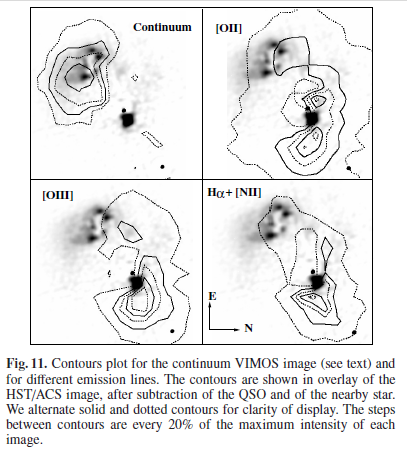 Continuum
[OII]
[OIII]
Hα+ [NII]
E
N
Fig. 11. Contours plot for the continuum VIMOS image (see text) and
for different emission lines. The contours are shown in overlay of the
HST/ACS image, after subtraction of the QSO and of the nearby star.
We alternate solid and dotted contours for clarity of display. The steps
between contours are every 20% of the maximum intensity of each
image.